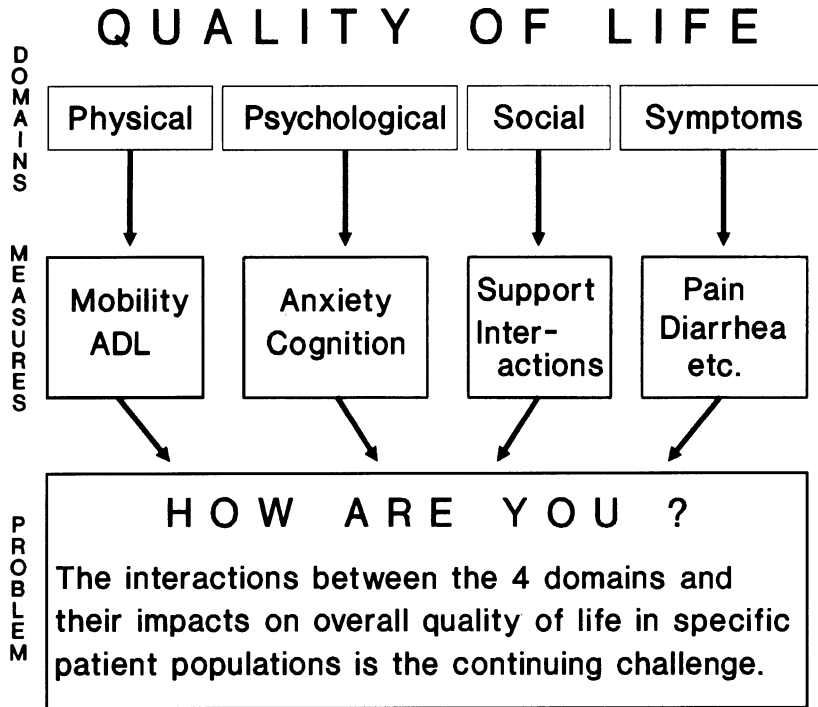 QUALITY OF LIFE
DOMAINS
Physical
Psychological
Social
Symptoms
MEASURES
Mobility
ADL
Anxiety
Cognition
Support
Inter-
actions
Pain
Diarrhea
etc.
PROBLEM
HOW ARE YOU ?
The interactions between the 4 domains and
their impacts on overall quality of life in specific
patient populations is the continuing challenge.